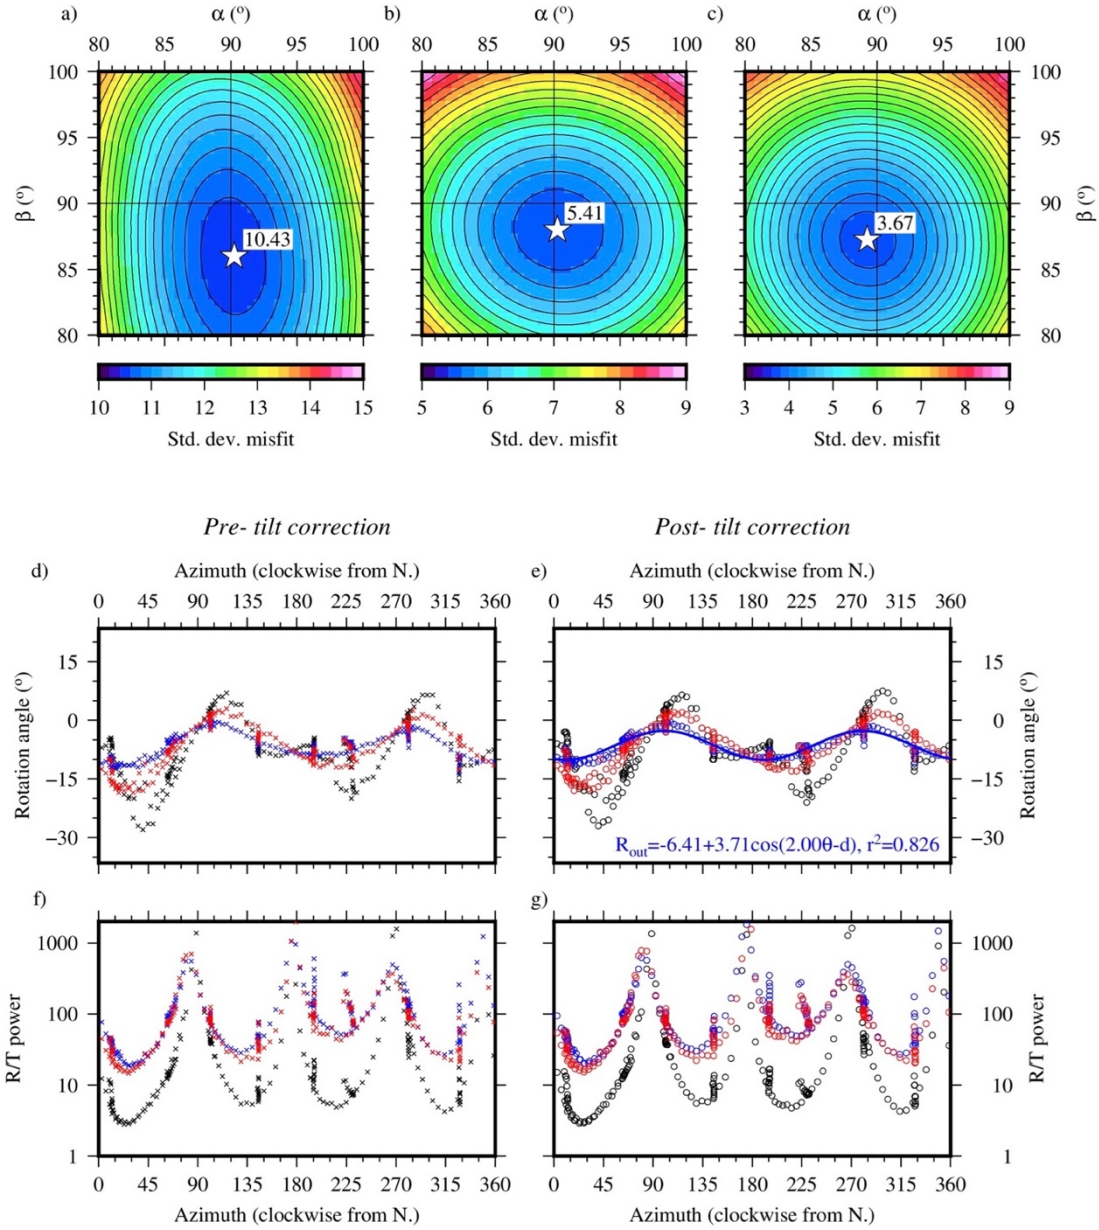 a) α (º) b) α (º) c) α (º)
80 85 90 95 100 80 85 90 95 100 80 85 90 95 100
100 100
95 95
β (º) 90 90 β (º)
10.43 5.41 3.67
85 85
80 80
10 11 12 13 14 15 5 6 7 8 9 3 4 5 6 7 8 9
Std. dev. misfit Std. dev. misfit Std. dev. misfit
Pre- tilt correction Post- tilt correction
d) Azimuth (clockwise from N.) e) Azimuth (clockwise from N.)
0 45 90 135 180 225 270 315 360 0 45 90 135 180 225 270 315 360
Rotation angle (º) Rotation angle (º)
15 15
0 0
−15 −15
−30 −30
R_out=-6.41+3.71cos(2.00θ-d), r²=0.826
f) g)
1000 1000
100 100
R/T power R/T power
10 10
1 1
0 45 90 135 180 225 270 315 360 0 45 90 135 180 225 270 315 360
Azimuth (clockwise from N.) Azimuth (clockwise from N.)